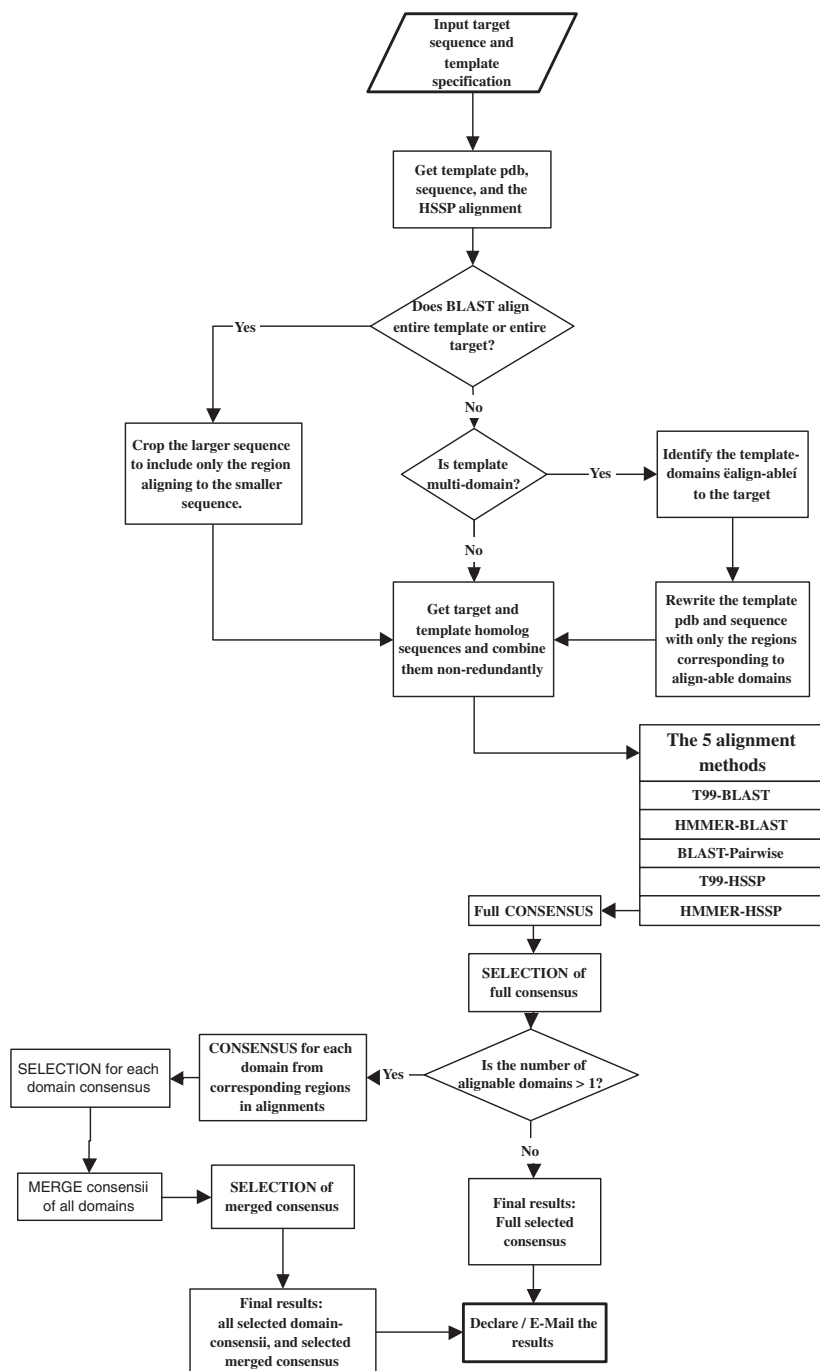 Input target
sequence and
template
specification
Get template pdb,
sequence, and the
HSSP alignment
Does BLAST align
entire template or entire
target?
Yes
No
Crop the larger sequence
to include only the region
aligning to the smaller
sequence.
Is template
multi-domain?
Yes
Identify the template-
domains ëalign-ableí
to the target
No
Get target and
template homolog
sequences and combine
them non-redundantly
Rewrite the template
pdb and sequence
with only the regions
corresponding to
align-able domains
The 5 alignment
methods
T99-BLAST
HMMER-BLAST
BLAST-Pairwise
T99-HSSP
HMMER-HSSP
Full CONSENSUS
SELECTION of
full consensus
Is the number of
alignable domains > 1?
Yes
CONSENSUS for each
domain from
corresponding regions
in alignments
SELECTION for each
domain consensus
No
MERGE consensii
of all domains
SELECTION of
merged consensus
Final results:
Full selected
consensus
Final results:
all selected domain-
consensii, and selected
merged consensus
Declare / E-Mail the
results